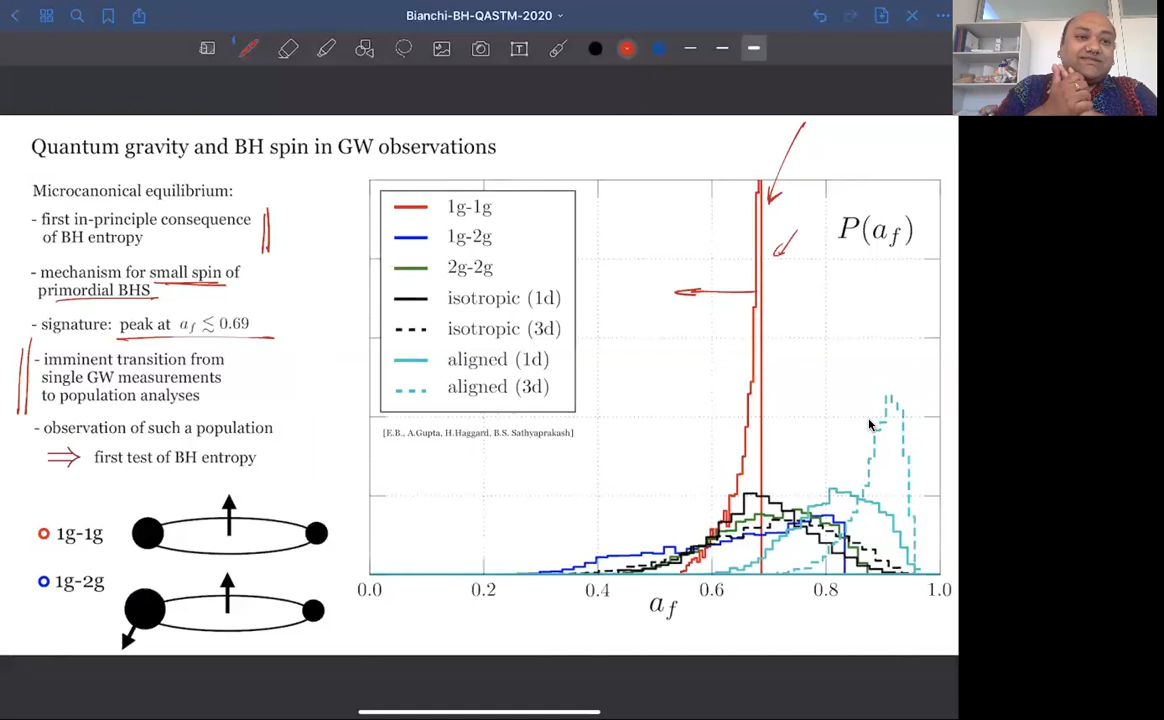 Bianchi-BH-QASTM-2020
T
Quantum gravity and BH spin in GW observations
Microcanonical equilibrium:
- first in-principle consequence
of BH entropy
- mechanism for small spin of
primordial BHS
- signature: peak at a_f ≲ 0.69
- imminent transition from
single GW measurements
to population analyses
- observation of such a population
⇒ first test of BH entropy
1g-1g
1g-2g
1g-1g
1g-2g
2g-2g
isotropic (1d)
isotropic (3d)
aligned (1d)
aligned (3d)
[E.B., A.Gupta, H.Haggard, B.S. Sathyaprakash]
P(a_f)
0.0 0.2 0.4 0.6 0.8 1.0
a_f